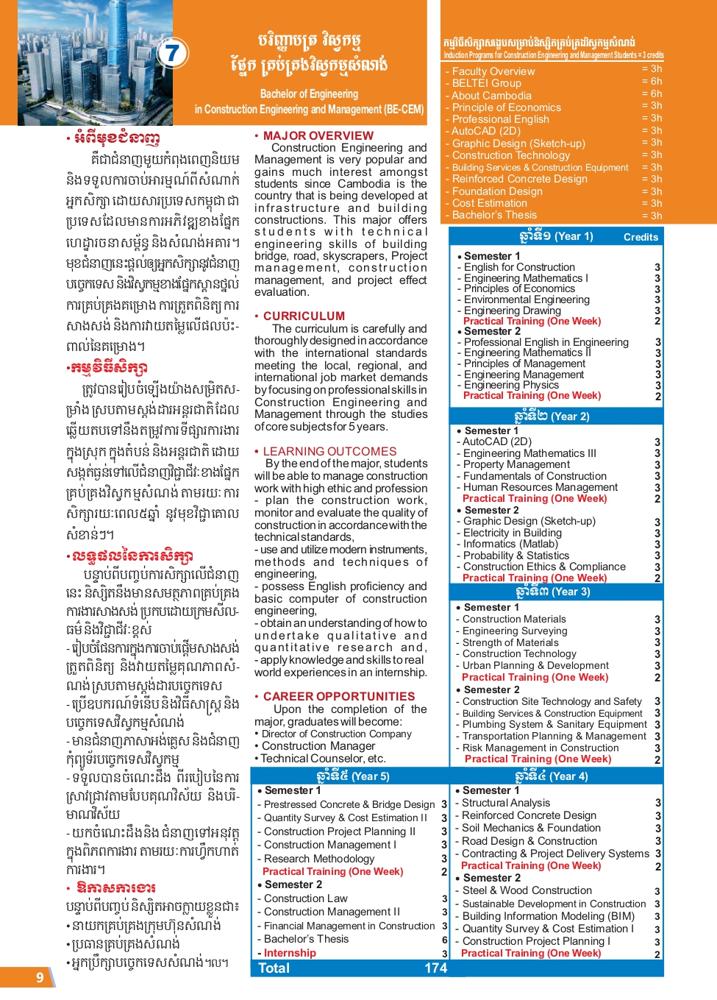 7
បរិញ្ញាបត្រ វិស្វកម្ម
ផ្នែក គ្រប់គ្រងវិស្វកម្មសំណង់
Bachelor of Engineering
in Construction Engineering and Management (BE-CEM)
កម្មវិធីសិក្សាសង្ខេបសម្រាប់និស្សិតគ្រប់គ្រងវិស្វកម្មសំណង់
Induction Programs for Construction Engineering and Management Students = 3 credits
- Faculty Overview = 3h
- BELTEI Group = 6h
- About Cambodia = 6h
- Principle of Economics = 3h
- Professional English = 3h
- AutoCAD (2D) = 3h
- Graphic Design (Sketch-up) = 3h
- Construction Technology = 3h
- Building Services & Construction Equipment = 3h
- Reinforced Concrete Design = 3h
- Foundation Design = 3h
- Cost Estimation = 3h
- Bachelor's Thesis = 3h
• អំពីមុខជំនាញ
គឺជាជំនាញមួយកំពុងពេញនិយម
និងទទួលការចាប់អារម្មណ៍ពីសំណាក់
អ្នកសិក្សា ដោយសារប្រទេសកម្ពុជា ជា
ប្រទេសដែលមានការអភិវឌ្ឍខាងផ្នែក
ហេដ្ឋារចនាសម្ព័ន្ធ និងសំណង់អគារ។
មុខជំនាញនេះផ្តល់ឲ្យអ្នកសិក្សានូវជំនាញ
បច្ចេកទេស និងវិស្វកម្មខាងផ្នែកស្ពានថ្នល់
ការគ្រប់គ្រងគម្រោង ការត្រួតពិនិត្យ ការ
សាងសង់ និងការវាយតម្លៃលើផលប៉ះ-
ពាល់នៃគម្រោង។
•កម្មវិធីសិក្សា
ត្រូវបានរៀបចំឡើងយ៉ាងសម្រិតស-
ម្រាំង ស្របតាមស្តង់ដារអន្តរជាតិ ដែល
ឆ្លើយតបទៅនឹងតម្រូវការ ទីផ្សារការងារ
ក្នុងស្រុក ក្នុងតំបន់ និងអន្តរជាតិ ដោយ
សង្កត់ធ្ងន់ទៅលើជំនាញវិជ្ជាជីវៈខាងផ្នែក
គ្រប់គ្រងវិស្វកម្មសំណង់ តាមរយៈ ការ
សិក្សារយៈពេល៥ឆ្នាំ នូវមុខវិជ្ជាគោល
សំខាន់ៗ។
•លទ្ធផលនៃការសិក្សា
បន្ទាប់ពីបញ្ចប់ការសិក្សាលើជំនាញ
នេះ និស្សិតនឹងមានសមត្ថភាពគ្រប់គ្រង
ការងារសាងសង់ ប្រកបដោយក្រមសីល-
ធម៌ និងវិជ្ជាជីវៈខ្ពស់
- រៀបចំផែនការក្នុងការចាប់ផ្តើមសាងសង់
ត្រួតពិនិត្យ និងវាយតម្លៃគុណភាពសំ-
ណង់ ស្របតាមស្តង់ដារបច្ចេកទេស
- ប្រើឧបករណ៍ទំនើប និងវិធីសាស្ត្រ និង
បច្ចេកទេសវិស្វកម្មសំណង់
- មានជំនាញភាសាអង់គ្លេស និងជំនាញ
កុំព្យូទ័របច្ចេកទេសវិស្វកម្ម
- ទទួលបានចំណេះដឹង ពីរបៀបនៃការ
ស្រាវជ្រាវតាមបែបគុណវិស័យ និងបរិ-
មាណវិស័យ
- យកចំណេះដឹងនិង ជំនាញទៅអនុវត្ត
ក្នុងពិភពការងារ តាមរយៈការហ្វឹកហាត់
ការងារ។
• ឱកាសការងារ
បន្ទាប់ពីបញ្ចប់ និស្សិតអាចក្លាយខ្លួនជា៖
•នាយកគ្រប់គ្រងក្រុមហ៊ុនសំណង់
•ប្រធានគ្រប់គ្រងសំណង់
•អ្នកប្រឹក្សាបច្ចេកទេសសំណង់។ល។
• MAJOR OVERVIEW
Construction Engineering and
Management is very popular and
gains much interest amongst
students since Cambodia is the
country that is being developed at
infrastructure and building
constructions. This major offers
students with technical
engineering skills of building
bridge, road, skyscrapers, Project
management, construction
management, and project effect
evaluation.
• CURRICULUM
The curriculum is carefully and
thoroughly designed in accordance
with the international standards
meeting the local, regional, and
international job market demands
by focusing on professional skills in
Construction Engineering and
Management through the studies
of core subjects for 5 years.
• LEARNING OUTCOMES
By the end of the major, students
will be able to manage construction
work with high ethic and profession
- plan the construction work,
monitor and evaluate the quality of
construction in accordance with the
technical standards,
- use and utilize modern instruments,
methods and techniques of
engineering,
- possess English proficiency and
basic computer of construction
engineering,
- obtain an understanding of how to
undertake qualitative and
quantitative research and,
- apply knowledge and skills to real
world experiences in an internship.
• CAREER OPPORTUNITIES
Upon the completion of the
major, graduates will become:
• Director of Construction Company
• Construction Manager
• Technical Counselor, etc.
ឆ្នាំទី១ (Year 1) Credits
• Semester 1
- English for Construction 3
- Engineering Mathematics I 3
- Principles of Economics 3
- Environmental Engineering 3
- Engineering Drawing 3
Practical Training (One Week) 2
• Semester 2
- Professional English in Engineering 3
- Engineering Mathematics II 3
- Principles of Management 3
- Engineering Management 3
- Engineering Physics 3
Practical Training (One Week) 2
ឆ្នាំទី២ (Year 2)
• Semester 1
- AutoCAD (2D) 3
- Engineering Mathematics III 3
- Property Management 3
- Fundamentals of Construction 3
- Human Resources Management 3
Practical Training (One Week) 2
• Semester 2
- Graphic Design (Sketch-up) 3
- Electricity in Building 3
- Informatics (Matlab) 3
- Probability & Statistics 3
- Construction Ethics & Compliance 3
Practical Training (One Week) 2
ឆ្នាំទី៣ (Year 3)
• Semester 1
- Construction Materials 3
- Engineering Surveying 3
- Strength of Materials 3
- Construction Technology 3
- Urban Planning & Development 3
Practical Training (One Week) 2
• Semester 2
- Construction Site Technology and Safety 3
- Building Services & Construction Equipment 3
- Plumbing System & Sanitary Equipment 3
- Transportation Planning & Management 3
- Risk Management in Construction 3
Practical Training (One Week) 2
ឆ្នាំទី៤ (Year 4)
• Semester 1
- Structural Analysis 3
- Reinforced Concrete Design 3
- Soil Mechanics & Foundation 3
- Road Design & Construction 3
- Contracting & Project Delivery Systems 3
Practical Training (One Week) 2
• Semester 2
- Steel & Wood Construction 3
- Sustainable Development in Construction 3
- Building Information Modeling (BIM) 3
- Quantity Survey & Cost Estimation I 3
- Construction Project Planning I 3
Practical Training (One Week) 2
ឆ្នាំទី៥ (Year 5)
• Semester 1
- Prestressed Concrete & Bridge Design 3
- Quantity Survey & Cost Estimation II 3
- Construction Project Planning II 3
- Construction Management I 3
- Research Methodology 3
Practical Training (One Week) 2
• Semester 2
- Construction Law 3
- Construction Management II 3
- Financial Management in Construction 3
- Bachelor's Thesis 6
- Internship 3
Total 174
9